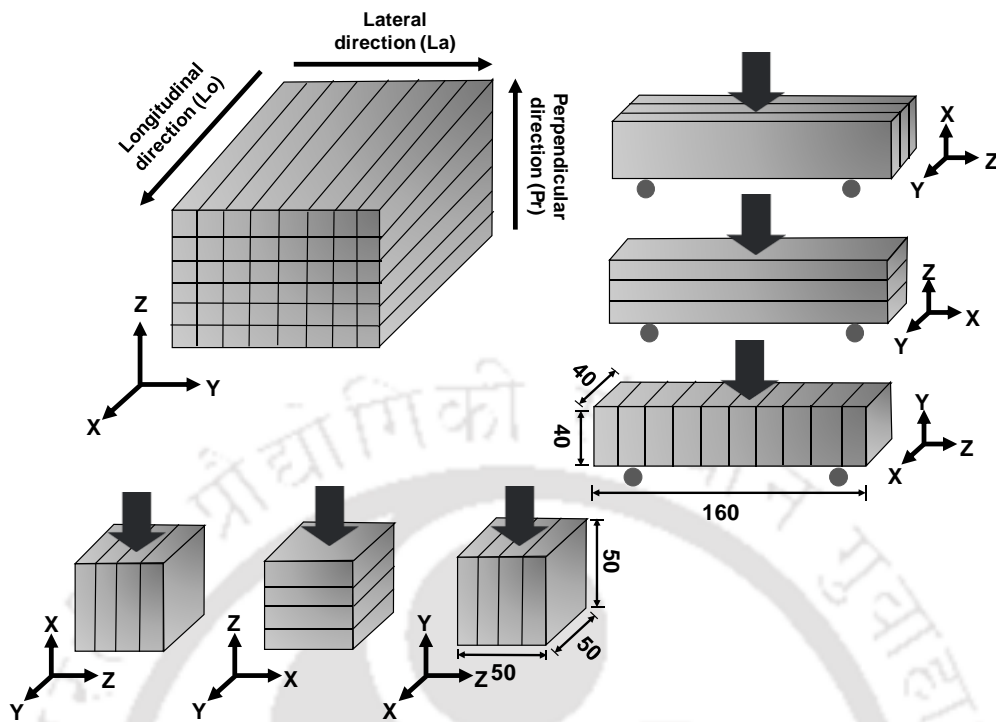 Lateral
direction (La)
Longitudinal
direction (Lo)
Perpendicular
direction (Pr)
Z
Y
X
X
Z
Y
Z
X
Y
40
40
160
Y
Z
X
X
Z
Y
Z
X
Y
50
50
50
Y
Z
X